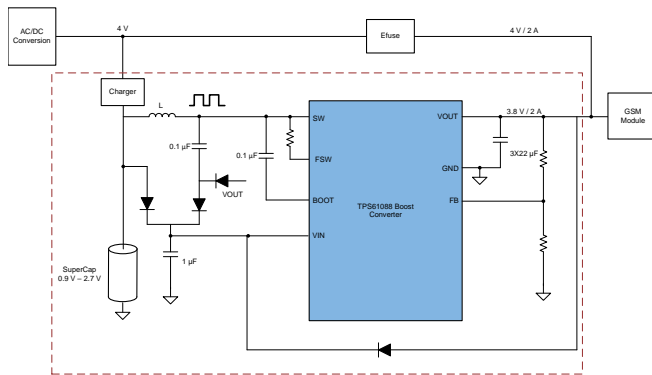 AC/DC
Conversion
4 V
Efuse
4 V / 2 A
Charger
L
SW
VOUT
3.8 V / 2 A
GSM
Module
0.1 µF
0.1 µF
FSW
3X22 µF
GND
VOUT
BOOT
TPS61088 Boost
Converter
FB
VIN
1 µF
SuperCap
0.9 V – 2.7 V